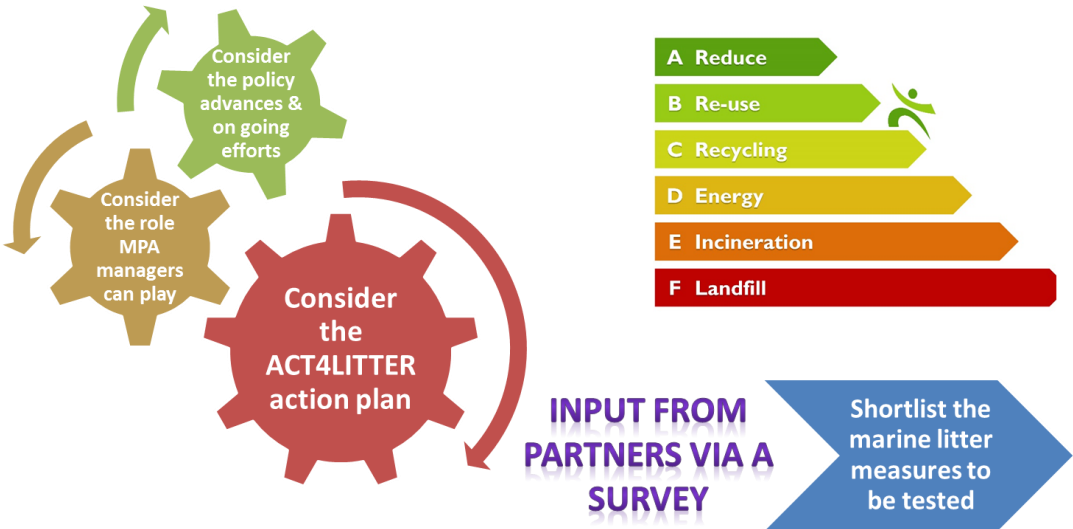 Consider
the policy
advances &
on going
efforts
Consider
the role
MPA
managers
can play
Consider
the
ACT4LITTER
action plan
A Reduce
B Re-use
C Recycling
D Energy
E Incineration
F Landfill
INPUT FROM
PARTNERS VIA A
SURVEY
Shortlist the
marine litter
measures to
be tested